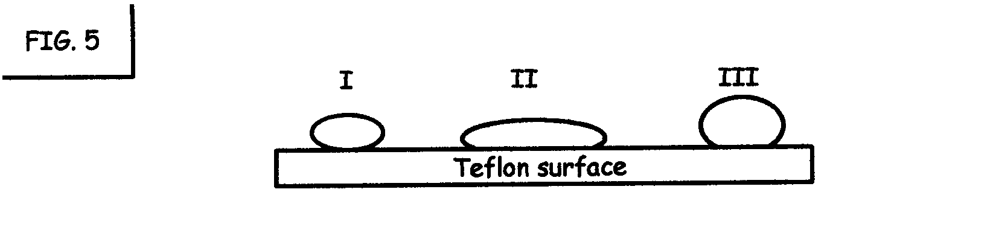 FIG. 5
I II III
Teflon surface